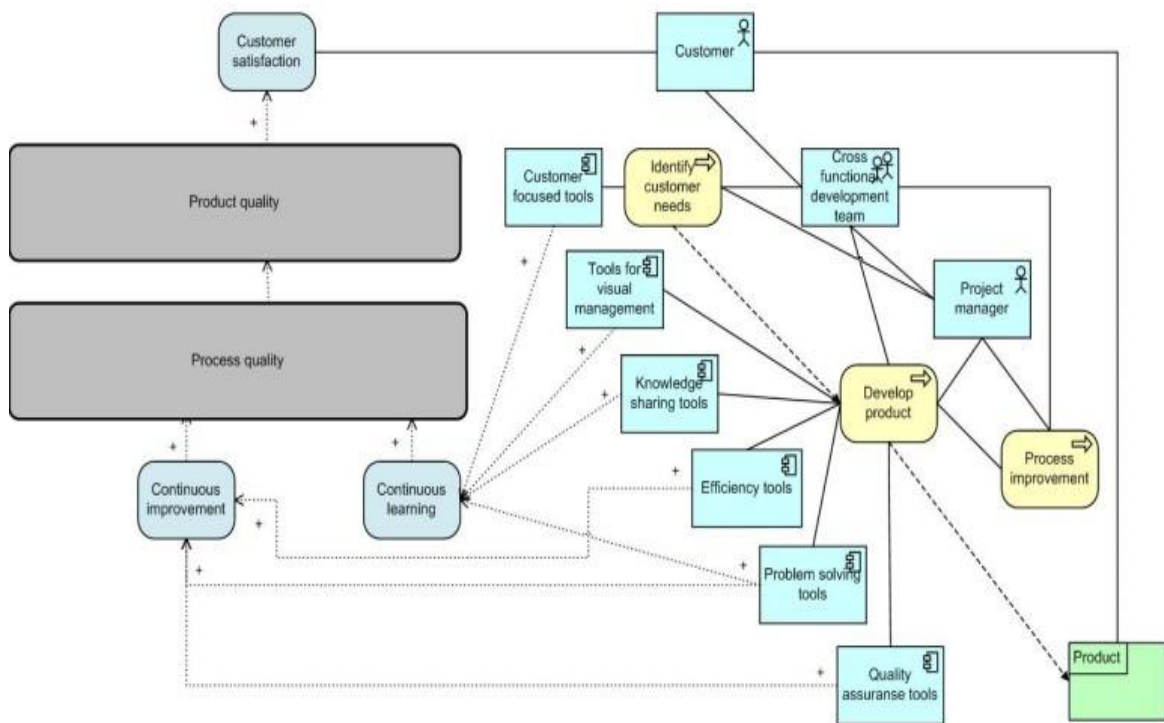 Customer
satisfaction
Customer
+
Product quality
Customer
focused tools
Identify
customer
needs
Cross
functional
development
team
+
Tools for
visual
management
Project
manager
+
Process quality
+
Knowledge
sharing tools
Develop
product
+
+
Continuous
improvement
Continuous
learning
+
Efficiency tools
Process
improvement
+
+
+
Problem solving
tools
+
Quality
assuranse tools
Product